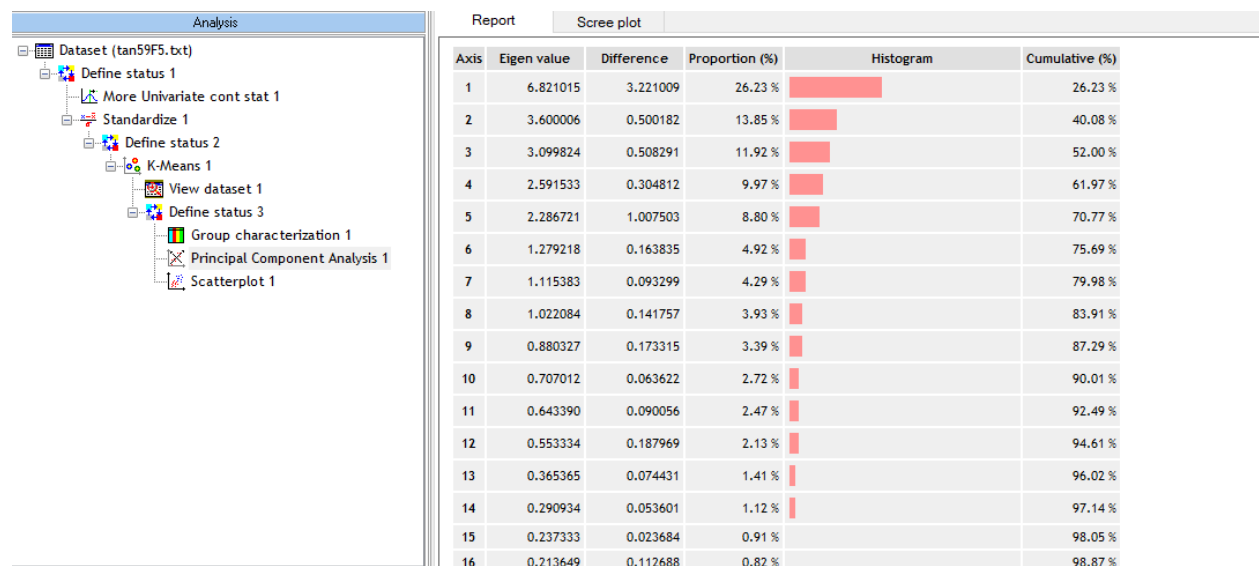 Analysis
Dataset (tan59F5.txt)
Define status 1
More Univariate cont stat 1
Standardize 1
Define status 2
K-Means 1
View dataset 1
Define status 3
Group characterization 1
Principal Component Analysis 1
Scatterplot 1
Report Scree plot
Axis Eigen value Difference Proportion (%) Histogram Cumulative (%)
1 6.821015 3.221009 26.23 % 26.23 %
2 3.600006 0.500182 13.85 % 40.08 %
3 3.099824 0.508291 11.92 % 52.00 %
4 2.591533 0.304812 9.97 % 61.97 %
5 2.286721 1.007503 8.80 % 70.77 %
6 1.279218 0.163835 4.92 % 75.69 %
7 1.115383 0.093299 4.29 % 79.98 %
8 1.022084 0.141757 3.93 % 83.91 %
9 0.880327 0.173315 3.39 % 87.29 %
10 0.707012 0.063622 2.72 % 90.01 %
11 0.643390 0.090056 2.47 % 92.49 %
12 0.553334 0.187969 2.13 % 94.61 %
13 0.365365 0.074431 1.41 % 96.02 %
14 0.290934 0.053601 1.12 % 97.14 %
15 0.237333 0.023684 0.91 % 98.05 %
16 0.213649 0.112688 0.82 % 98.87 %